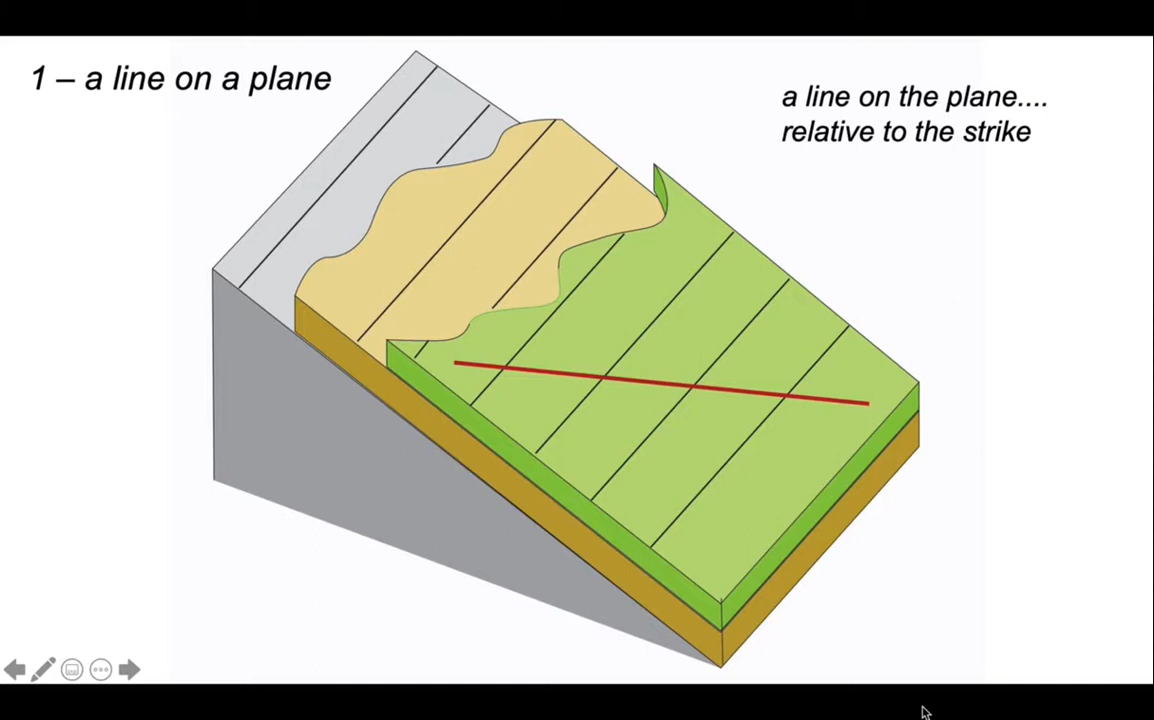 1 – a line on a plane
a line on the plane....
relative to the strike